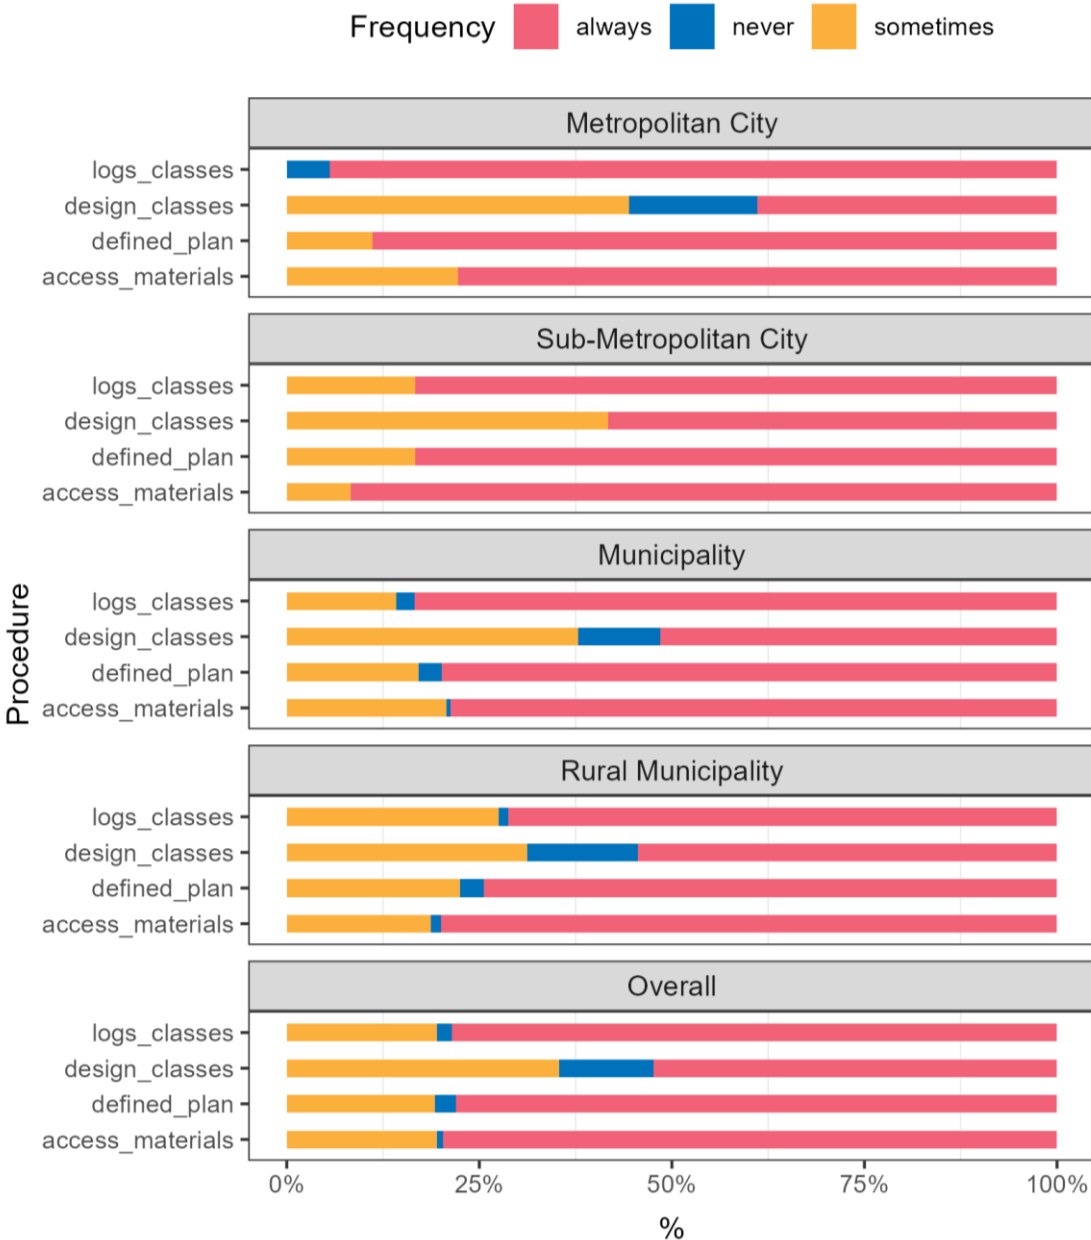 Frequency always never sometimes
Metropolitan City
logs_classes
design_classes
defined_plan
access_materials
Sub-Metropolitan City
logs_classes
design_classes
defined_plan
access_materials
Municipality
logs_classes
design_classes
defined_plan
access_materials
Procedure
Rural Municipality
logs_classes
design_classes
defined_plan
access_materials
Overall
logs_classes
design_classes
defined_plan
access_materials
0% 25% 50% 75% 100%
%